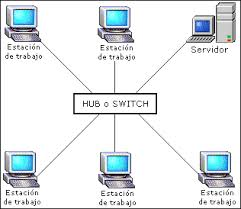 Estación
de trabajo
Estación
de trabajo
Servidor
HUB o SWITCH
Estación
de trabajo
Estación
de trabajo
Estación
de trabajo